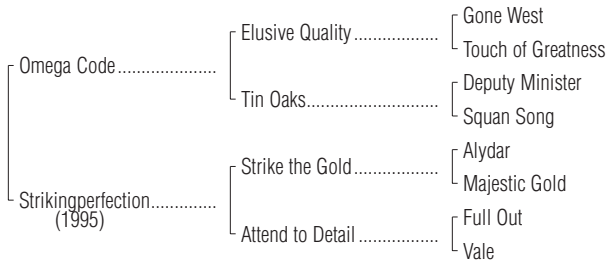 Gone West
Elusive Quality..................
Touch of Greatness
Omega Code.....................
Deputy Minister
Tin Oaks............................
Squan Song
Alydar
Strike the Gold..................
Majestic Gold
Strikingperfection..............
(1995)
Full Out
Attend to Detail.................
Vale